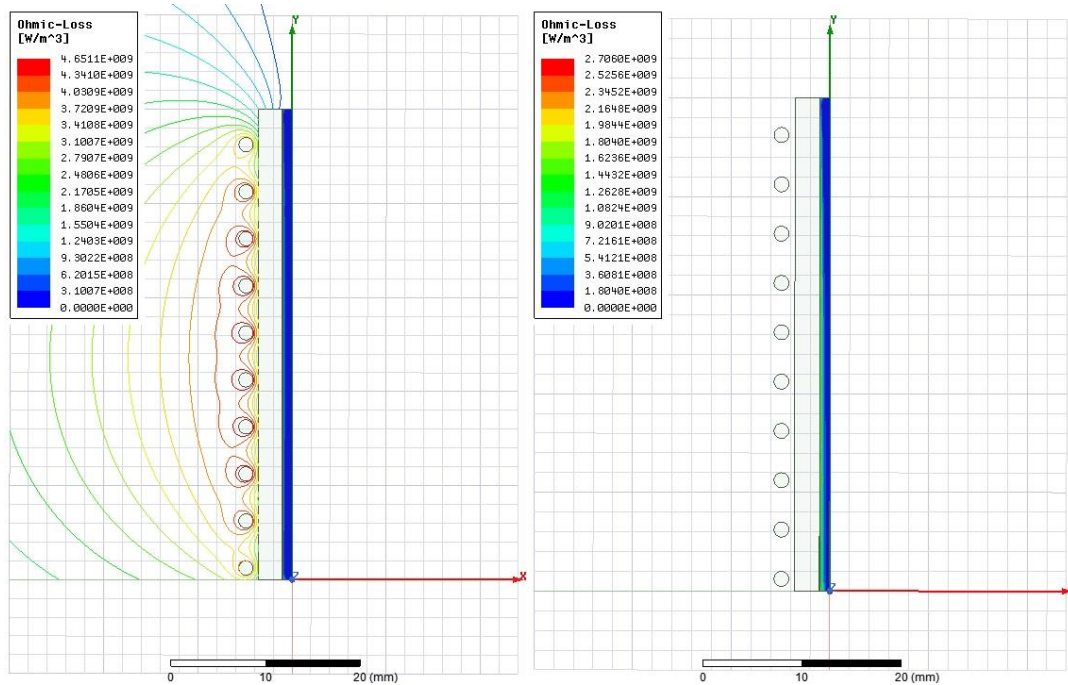 Ohmic-Loss
[W/m^3]
4.6511E+009
4.3410E+009
4.0309E+009
3.7209E+009
3.4108E+009
3.1007E+009
2.7907E+009
2.4806E+009
2.1705E+009
1.8604E+009
1.5504E+009
1.2403E+009
9.3022E+008
6.2015E+008
3.1007E+008
0.0000E+000
Y
Z
X
0 10 20 (mm)
Ohmic-Loss
[W/m^3]
2.7060E+009
2.5256E+009
2.3452E+009
2.1648E+009
1.9844E+009
1.8040E+009
1.6236E+009
1.4432E+009
1.2628E+009
1.0824E+009
9.0201E+008
7.2161E+008
5.4121E+008
3.6081E+008
1.8040E+008
0.0000E+000
Y
Z
0 10 20 (mm)